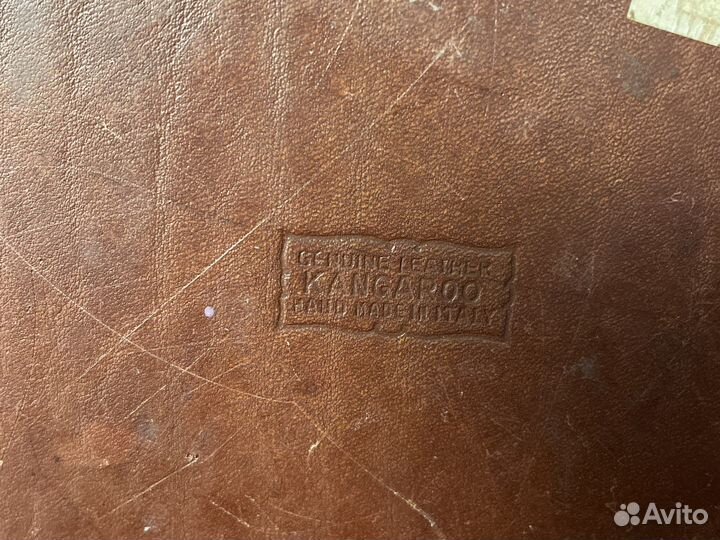 GENUINE LEATHER
KANGAROO
HAND MADE IN ITALY
Avito